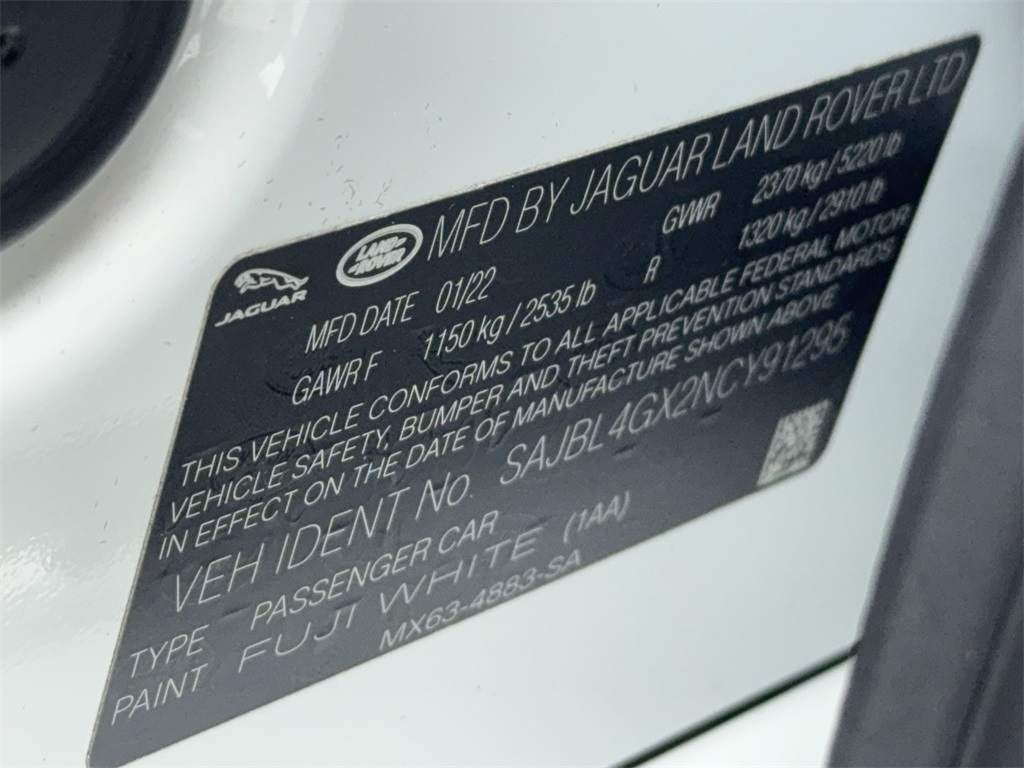 JAGUAR LAND ROVER MFD BY JAGUAR LAND ROVER LTD
MFD DATE 01/22 GVWR 2370 kg / 5220 lb
GAWR F 1150 kg / 2535 lb R 1320 kg / 2910 lb
THIS VEHICLE CONFORMS TO ALL APPLICABLE FEDERAL MOTOR
VEHICLE SAFETY, BUMPER AND THEFT PREVENTION STANDARDS
IN EFFECT ON THE DATE OF MANUFACTURE SHOWN ABOVE
VEH IDENT No. SAJBL4GX2NCY91295
TYPE PASSENGER CAR
PAINT FUJI WHITE (1AA)
MX63-4883-SA